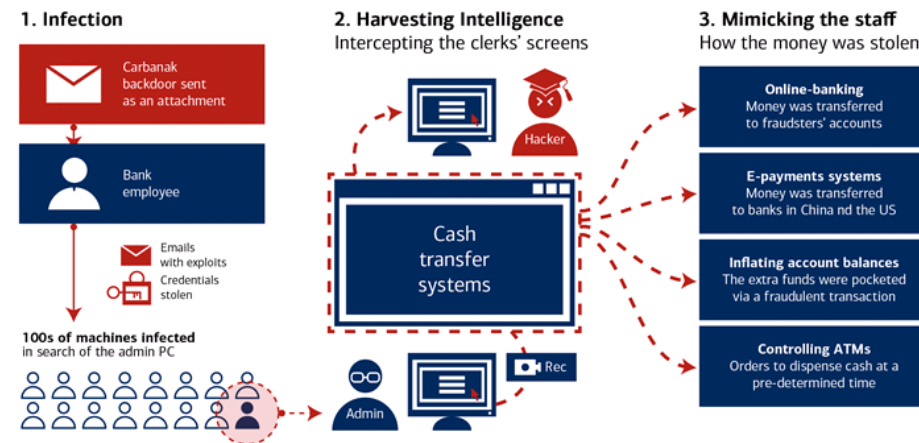 1. Infection
Carbanak
backdoor sent
as an attachment
Bank
employee
Emails
with exploits
Credentials
stolen
100s of machines infected
in search of the admin PC
2. Harvesting Intelligence
Intercepting the clerks' screens
Hacker
Cash
transfer
systems
Rec
Admin
3. Mimicking the staff
How the money was stolen
Online-banking
Money was transferred
to fraudsters' accounts
E-payments systems
Money was transferred
to banks in China nd the US
Inflating account balances
The extra funds were pocketed
via a fraudulent transaction
Controlling ATMs
Orders to dispense cash at a
pre-determined time